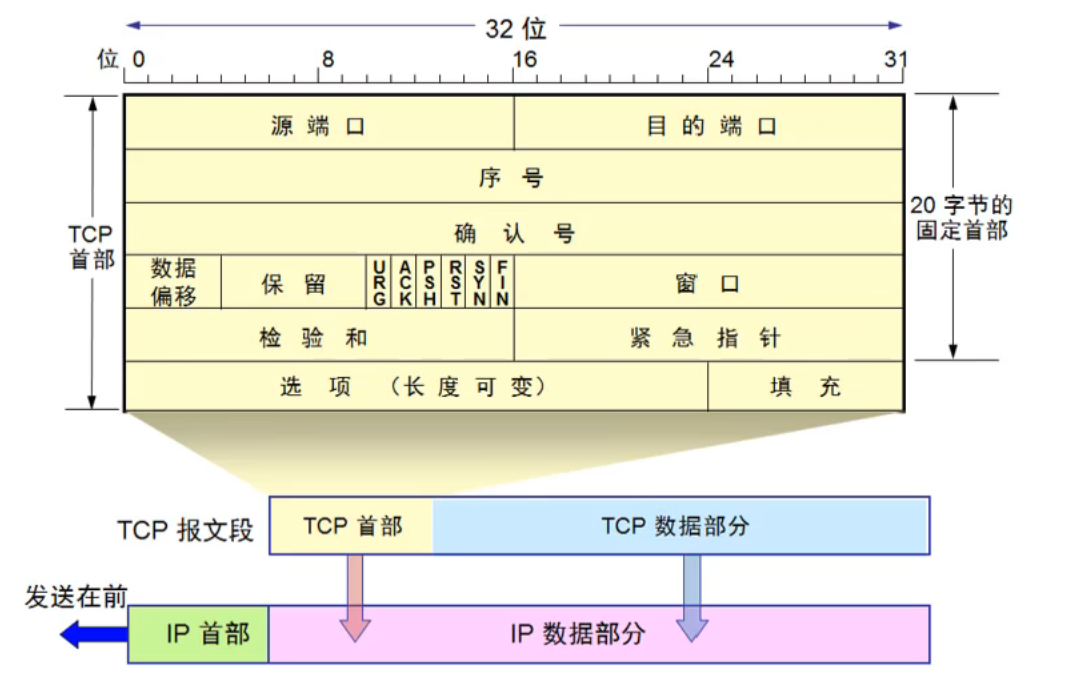 32 位
位 0 8 16 24 31
源 端 口 目 的 端 口
序 号
确 认 号
数据
偏移
保 留
URG ACK PSH RST SYN FIN
窗 口
检 验 和 紧 急 指 针
选 项 （长 度 可 变） 填 充
TCP
首部
20 字节的
固定首部
TCP 报文段 TCP 首部 TCP 数据部分
发送在前
IP 首部 IP 数据部分